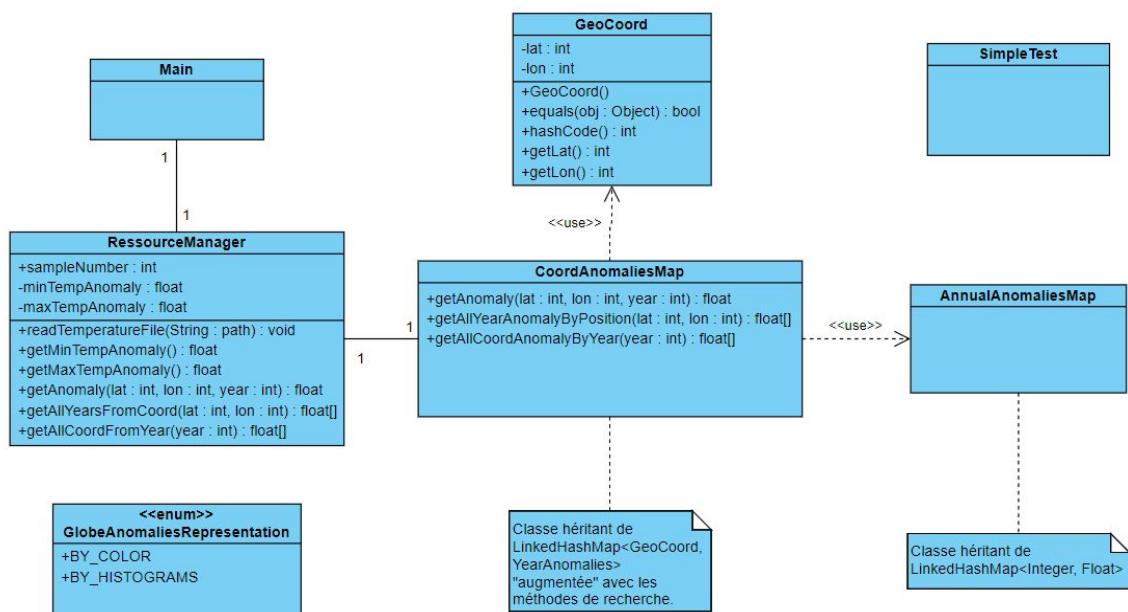 Main
1
1
RessourceManager
+sampleNumber : int
-minTempAnomaly : float
-maxTempAnomaly : float
+readTemperatureFile(String : path) : void
+getMinTempAnomaly() : float
+getMaxTempAnomaly() : float
+getAnomaly(lat : int, lon : int, year : int) : float
+getAllYearsFromCoord(lat : int, lon : int) : float[]
+getAllCoordFromYear(year : int) : float[]
<<enum>>
GlobeAnomaliesRepresentation
+BY_COLOR
+BY_HISTOGRAMS
GeoCoord
-lat : int
-lon : int
+GeoCoord()
+equals(obj : Object) : bool
+hashCode() : int
+getLat() : int
+getLon() : int
<<use>>
1
1
CoordAnomaliesMap
+getAnomaly(lat : int, lon : int, year : int) : float
+getAllYearAnomalyByPosition(lat : int, lon : int) : float[]
+getAllCoordAnomalyByYear(year : int) : float[]
Classe héritant de
LinkedHashMap<GeoCoord,
YearAnomalies>
"augmentée" avec les
méthodes de recherche.
SimpleTest
<<use>>
AnnualAnomaliesMap
Classe héritant de
LinkedHashMap<Integer, Float>